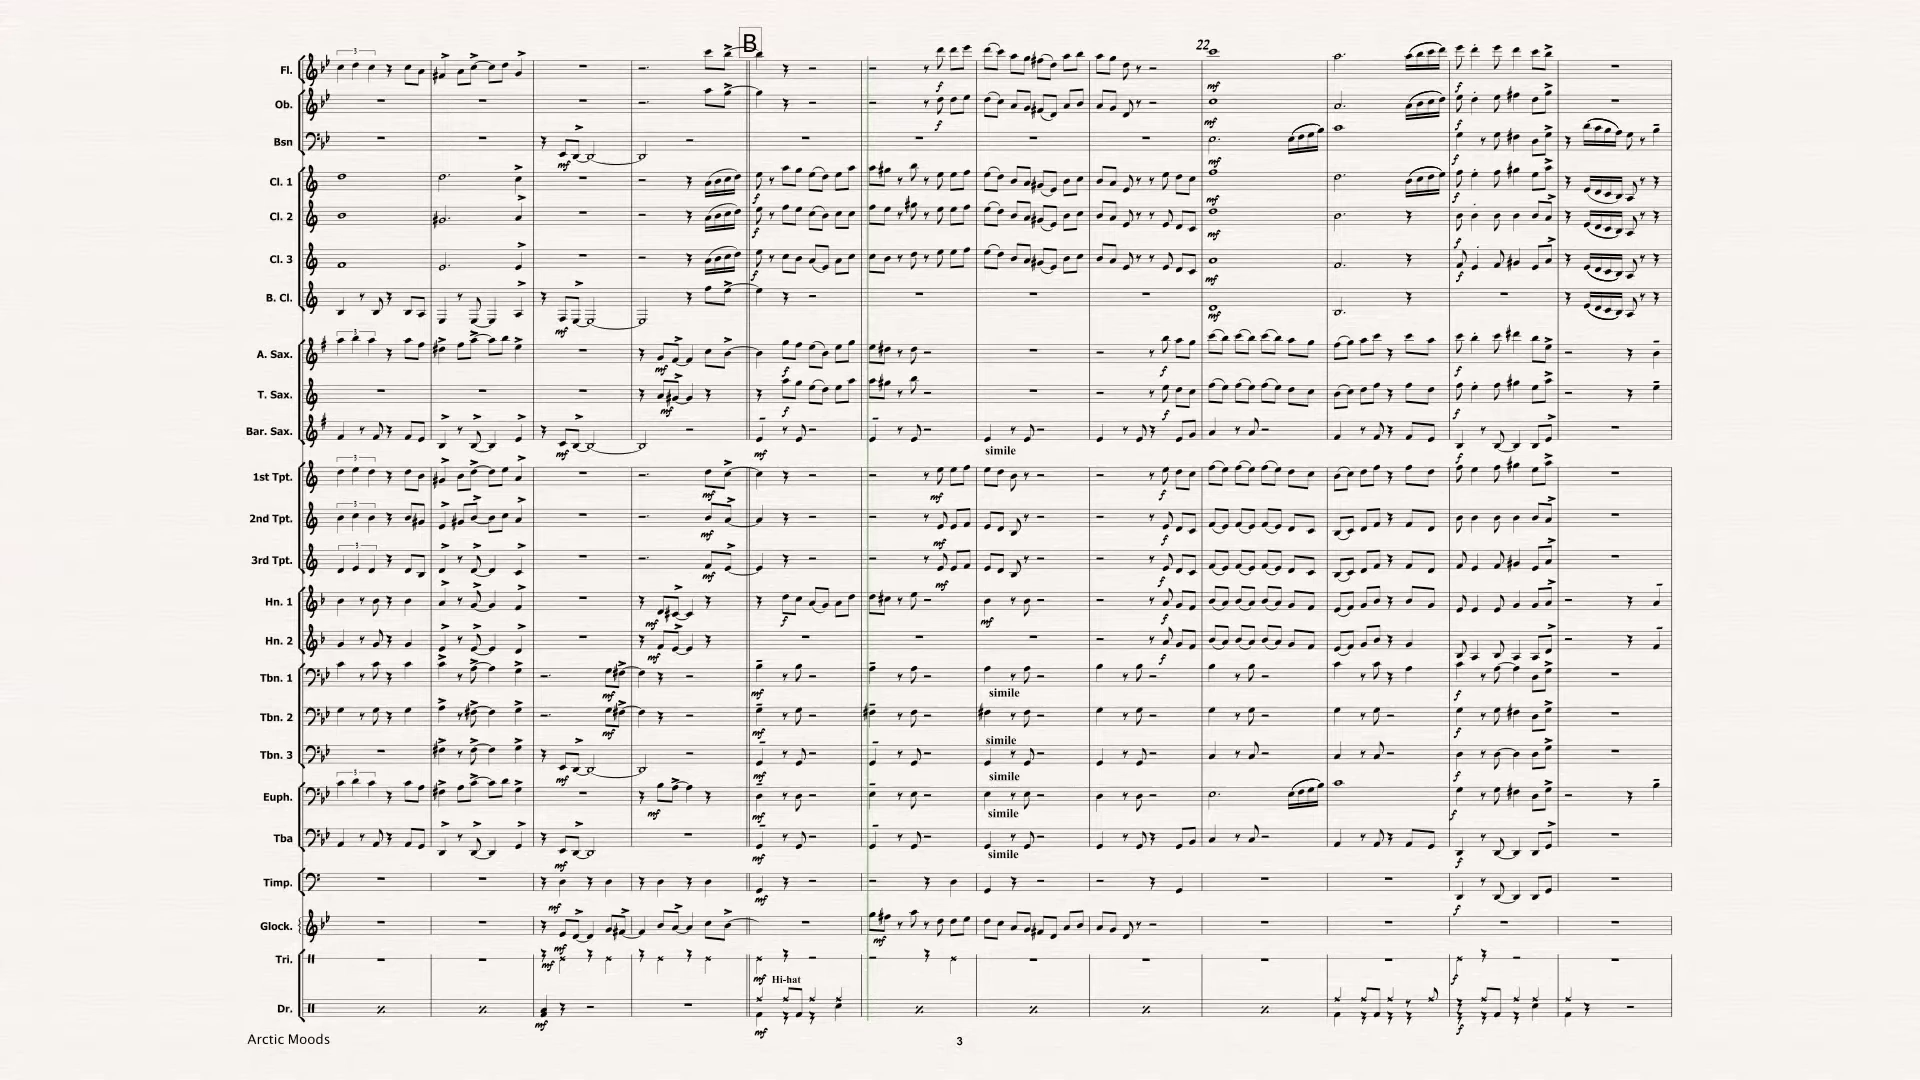 B
22
Fl.
Ob.
Bsn
Cl. 1
Cl. 2
Cl. 3
B. Cl.
A. Sax.
T. Sax.
Bar. Sax.
simile
1st Tpt.
2nd Tpt.
3rd Tpt.
Hn. 1
Hn. 2
Tbn. 1
simile
Tbn. 2
simile
Tbn. 3
simile
Euph.
simile
Tba
simile
Timp.
Glock.
Tri.
Hi-hat
Dr.
Arctic Moods
3